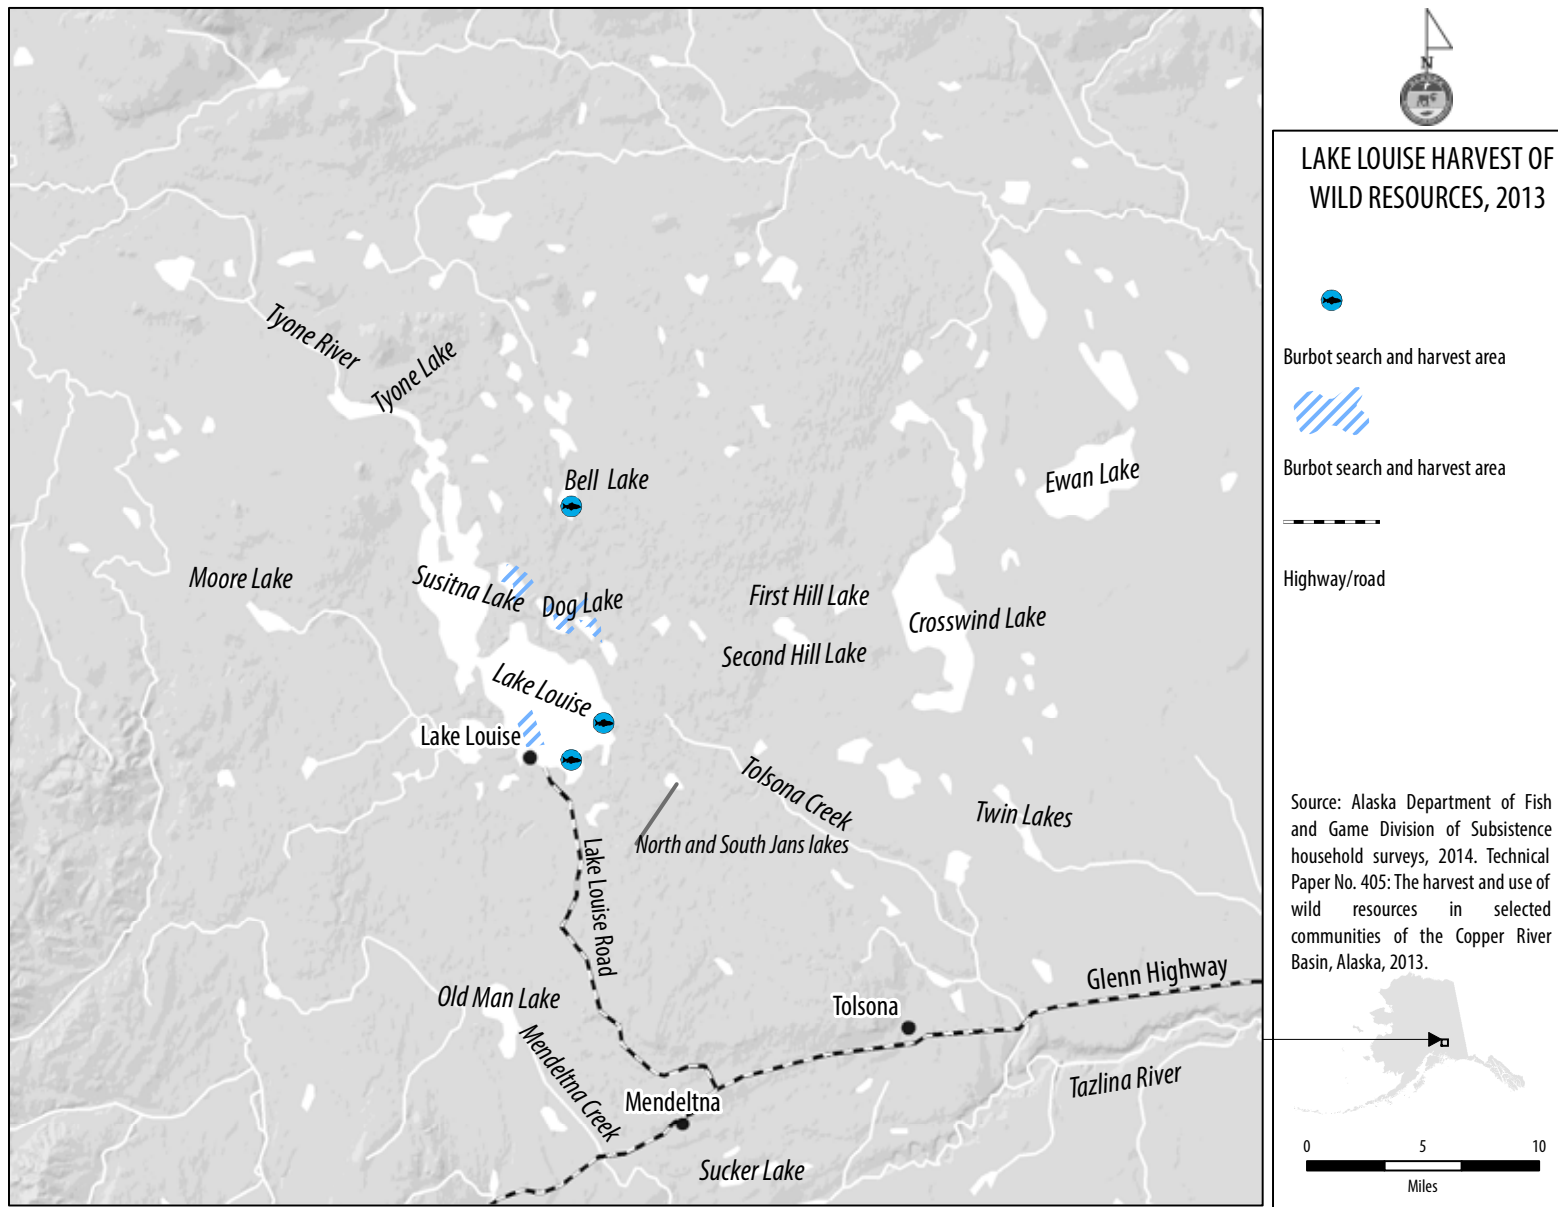 N
LAKE LOUISE HARVEST OF
WILD RESOURCES, 2013
Burbot search and harvest area
Burbot search and harvest area
Highway/road
Source: Alaska Department of Fish
and Game Division of Subsistence
household surveys, 2014. Technical
Paper No. 405: The harvest and use of
wild resources in selected
communities of the Copper River
Basin, Alaska, 2013.
0 5 10
Miles
Tyone River
Tyone Lake
Bell Lake
Ewan Lake
Moore Lake
Susitna Lake
Dog Lake
First Hill Lake
Crosswind Lake
Second Hill Lake
Lake Louise
Lake Louise
Tolsona Creek
Twin Lakes
North and South Jans lakes
Lake Louise Road
Old Man Lake
Mendeltna Creek
Tolsona
Glenn Highway
Tazlina River
Mendeltna
Sucker Lake